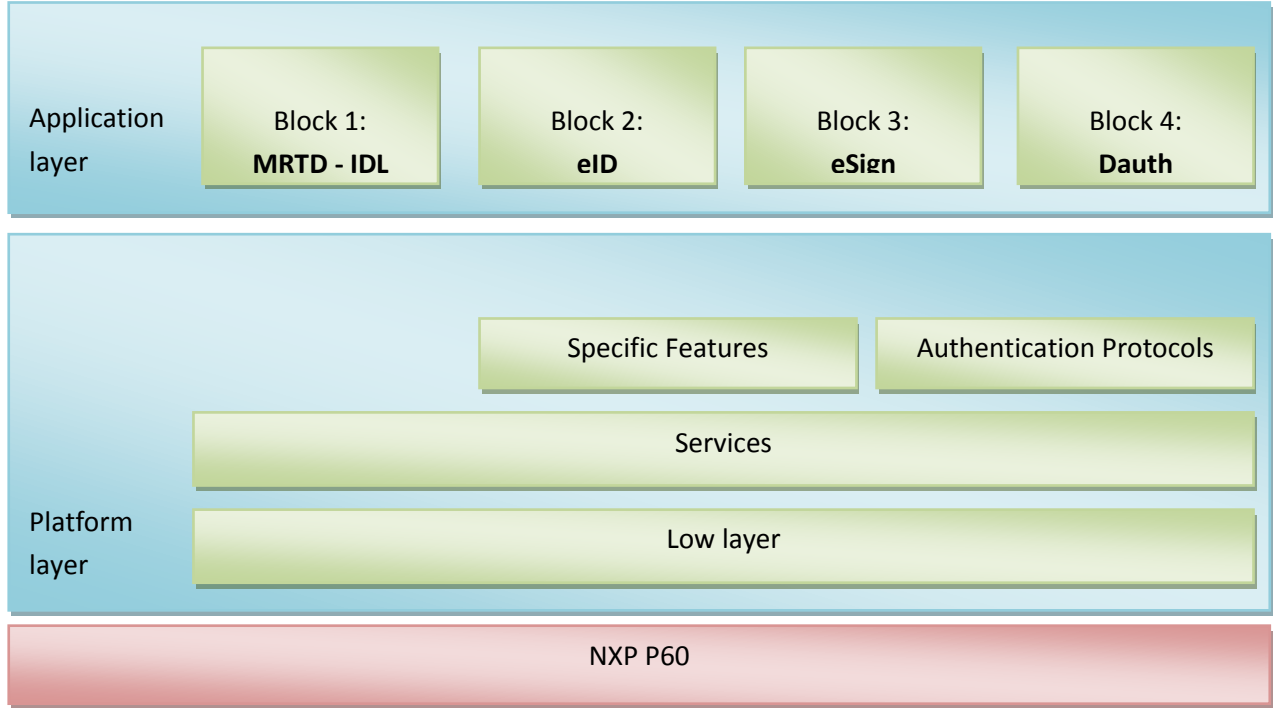 Application
layer
Block 1:
MRTD - IDL
Block 2:
eID
Block 3:
eSign
Block 4:
Dauth
Specific Features
Authentication Protocols
Services
Platform
layer
Low layer
NXP P60